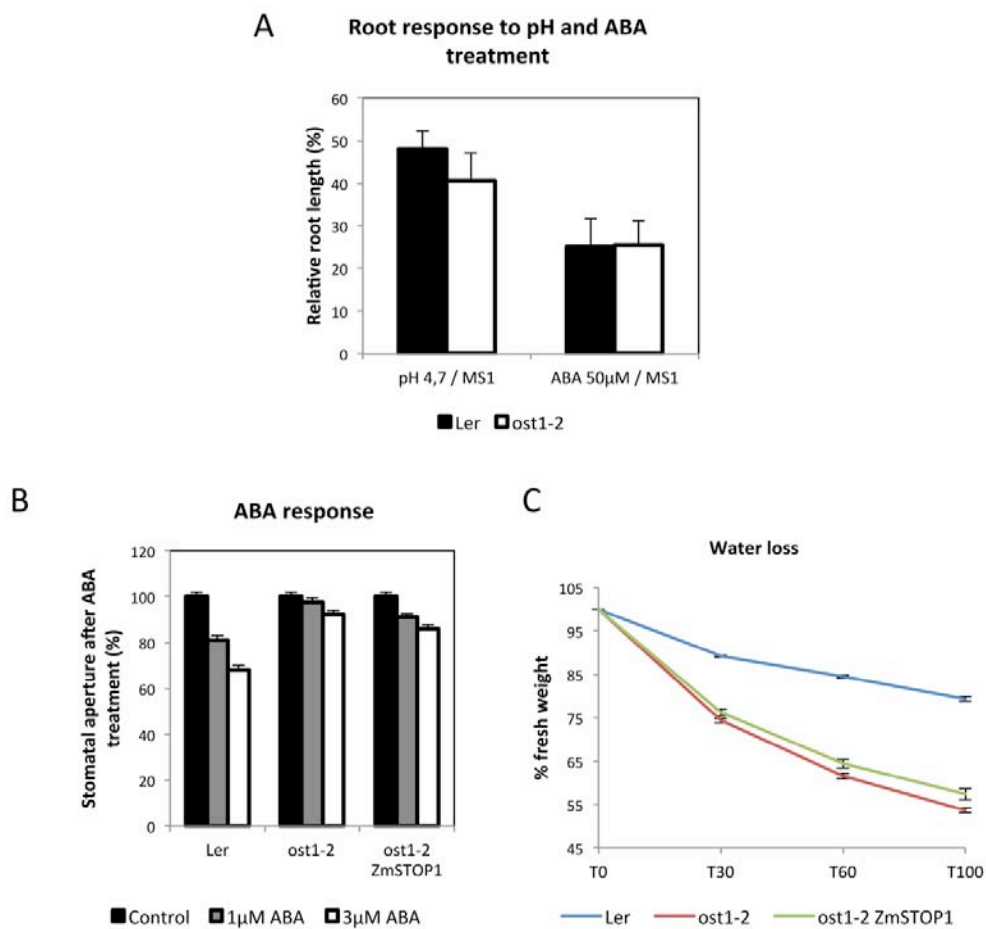 A
Root response to pH and ABA
treatment
Relative root length (%)
60
50
40
30
20
10
0
pH 4,7 / MS1
ABA 50µM / MS1
Ler
ost1-2
B
ABA response
Stomatal aperture after ABA
treatment (%)
120
100
80
60
40
20
0
Ler
ost1-2
ost1-2
ZmSTOP1
Control
1µM ABA
3µM ABA
C
Water loss
% fresh weight
105
95
85
75
65
55
45
T0
T30
T60
T100
Ler
ost1-2
ost1-2 ZmSTOP1